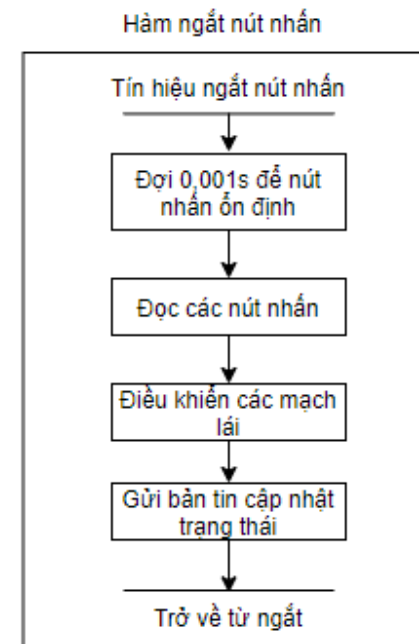 Hàm ngắt nút nhấn
Tín hiệu ngắt nút nhấn
Đợi 0,001s để nút
nhấn ổn định
Đọc các nút nhấn
Điều khiển các mạch
lái
Gửi bản tin cập nhật
trạng thái
Trở về từ ngắt